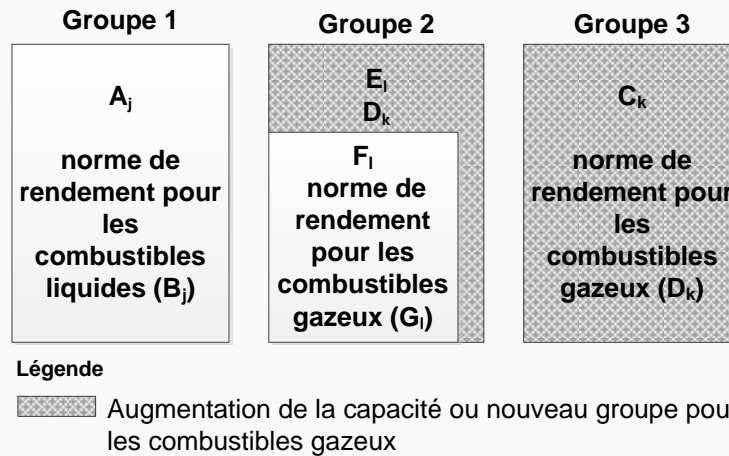 Groupe 1
Groupe 2
Groupe 3
Aⱼ
norme de
rendement pour
les
combustibles
liquides (Bⱼ)
Eₗ
Dₖ
Fₗ
norme de
rendement
pour les
combustibles
gazeux (Gₗ)
Cₖ
norme de
rendement pour
les
combustibles
gazeux (Dₖ)
Légende
Augmentation de la capacité ou nouveau groupe pou
les combustibles gazeux